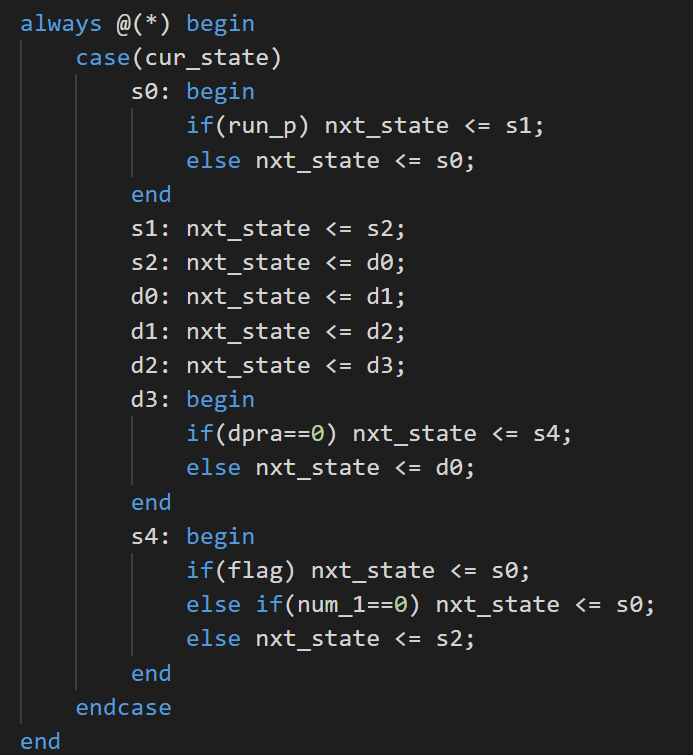 always @(*) begin
    case(cur_state)
        s0: begin
            if(run_p) nxt_state <= s1;
            else nxt_state <= s0;
        end
        s1: nxt_state <= s2;
        s2: nxt_state <= d0;
        d0: nxt_state <= d1;
        d1: nxt_state <= d2;
        d2: nxt_state <= d3;
        d3: begin
            if(dpra==0) nxt_state <= s4;
            else nxt_state <= d0;
        end
        s4: begin
            if(flag) nxt_state <= s0;
            else if(num_1==0) nxt_state <= s0;
            else nxt_state <= s2;
        end
    endcase
end